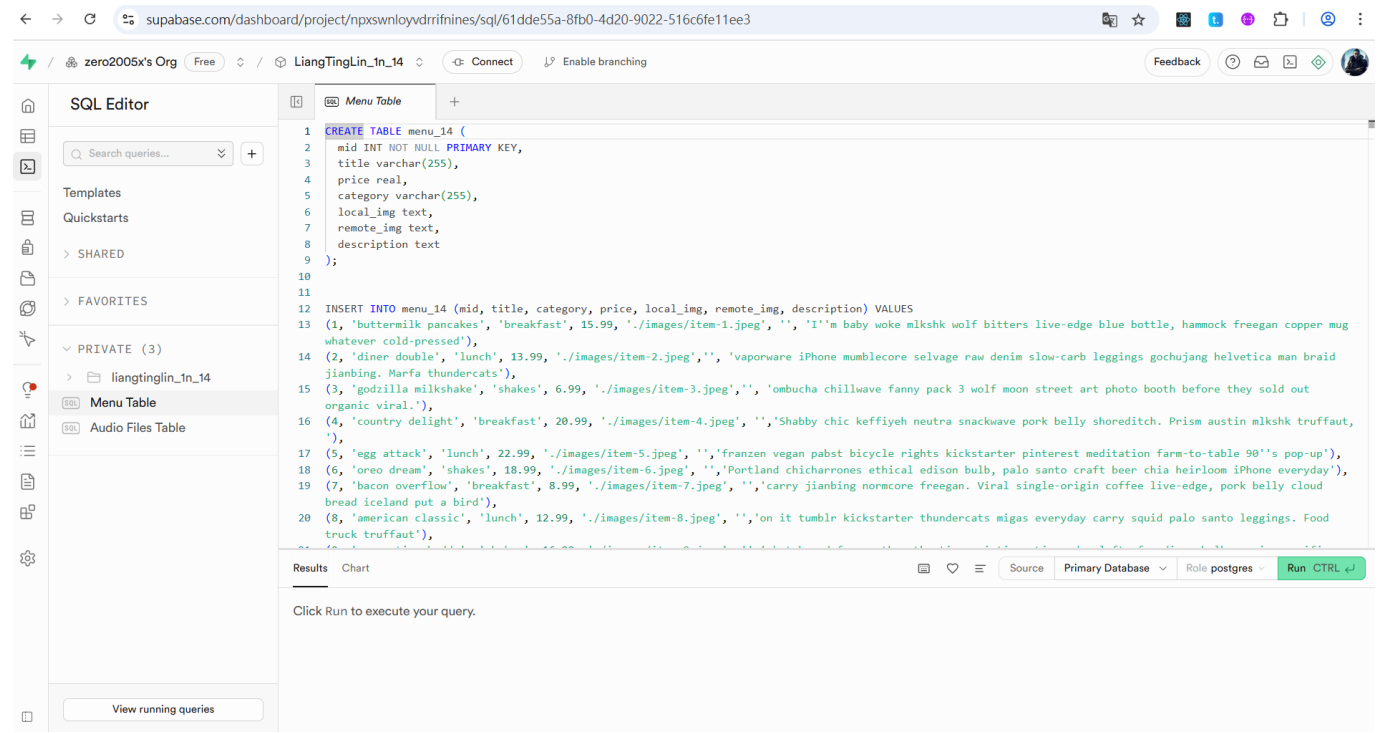 supabase.com/dashboard/project/npxswnloyvdrrifnines/sql/61dde55a-8fb0-4d20-9022-516c6fe11ee3
zero2005x's Org Free / LiangTingLin_1n_14 Connect Enable branching Feedback
SQL Editor
Search queries...
Templates
Quickstarts
SHARED
FAVORITES
PRIVATE (3)
liangtinglin_1n_14
SQL Menu Table
SQL Audio Files Table
View running queries
SQL Menu Table
1 CREATE TABLE menu_14 (
2 mid INT NOT NULL PRIMARY KEY,
3 title varchar(255),
4 price real,
5 category varchar(255),
6 local_img text,
7 remote_img text,
8 description text
9 );
10
11
12 INSERT INTO menu_14 (mid, title, category, price, local_img, remote_img, description) VALUES
13 (1, 'buttermilk pancakes', 'breakfast', 15.99, './images/item-1.jpeg', '', 'I''m baby woke mlkshk wolf bitters live-edge blue bottle, hammock freegan copper mug
whatever cold-pressed'),
14 (2, 'diner double', 'lunch', 13.99, './images/item-2.jpeg','', 'vaporware iPhone mumblecore selvage raw denim slow-carb leggings gochujang helvetica man braid
jianbing. Marfa thundercats'),
15 (3, 'godzilla milkshake', 'shakes', 6.99, './images/item-3.jpeg','', 'ombucha chillwave fanny pack 3 wolf moon street art photo booth before they sold out
organic viral.'),
16 (4, 'country delight', 'breakfast', 20.99, './images/item-4.jpeg', '','Shabby chic keffiyeh neutra snackwave pork belly shoreditch. Prism austin mlkshk truffaut,
'),
17 (5, 'egg attack', 'lunch', 22.99, './images/item-5.jpeg', '','franzen vegan pabst bicycle rights kickstarter pinterest meditation farm-to-table 90''s pop-up'),
18 (6, 'oreo dream', 'shakes', 18.99, './images/item-6.jpeg', '','Portland chicharrones ethical edison bulb, palo santo craft beer chia heirloom iPhone everyday'),
19 (7, 'bacon overflow', 'breakfast', 8.99, './images/item-7.jpeg', '','carry jianbing normcore freegan. Viral single-origin coffee live-edge, pork belly cloud
bread iceland put a bird'),
20 (8, 'american classic', 'lunch', 12.99, './images/item-8.jpeg', '','on it tumblr kickstarter thundercats migas everyday carry squid palo santo leggings. Food
truck truffaut'),
Results Chart Source Primary Database Role postgres Run CTRL
Click Run to execute your query.